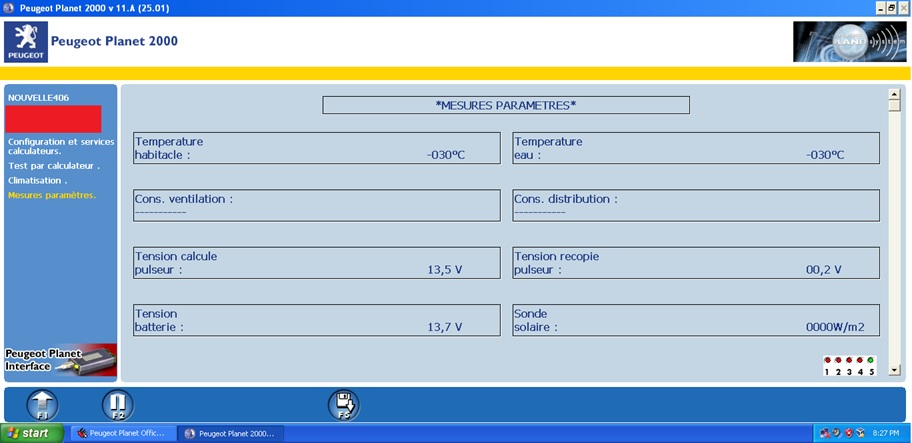 Peugeot Planet 2000 v 11.A (25.01)
PEUGEOT
Peugeot Planet 2000
LAND system
NOUVELLE406
Configuration et services
calculateurs.
Test par calculateur .
Climatisation .
Mesures paramètres.
*MESURES PARAMETRES*
Temperature
habitacle : -030ºC
Temperature
eau : -030ºC
Cons. ventilation :
-----------
Cons. distribution :
-----------
Tension calcule
pulseur : 13,5 V
Tension recopie
pulseur : 00,2 V
Tension
batterie : 13,7 V
Sonde
solaire : 0000W/m2
Peugeot Planet
Interface
1 2 3 4 5
F1
F2
F5
start
Peugeot Planet Offic...
Peugeot Planet 2000...
8:27 PM